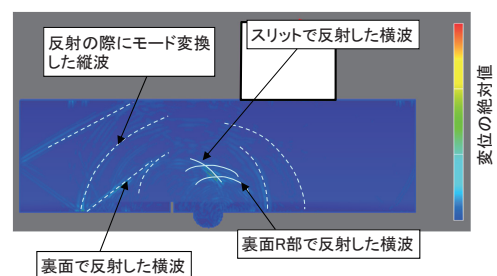 反射の際にモード変換
した縦波
スリットで反射した横波
変位の絶対値
裏面R部で反射した横波
裏面で反射した横波